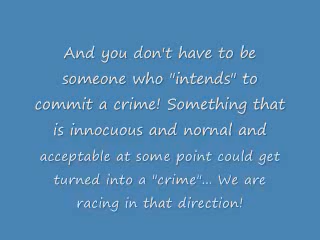 And you don't have to be
someone who "intends" to
commit a crime! Something that
is innocuous and nornal and
acceptable at some point could get
turned into a "crime"... We are
racing in that direction!